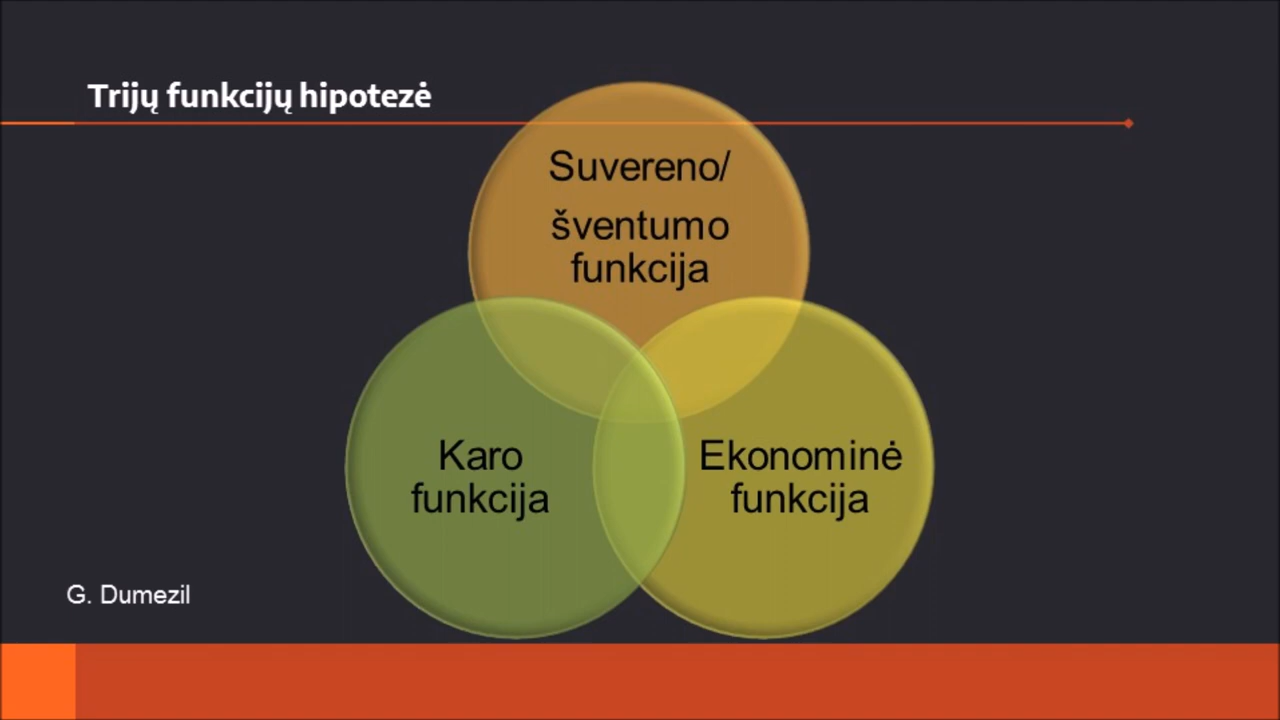 Trijų funkcijų hipotezė
Suvereno/
šventumo
funkcija
Karo
funkcija
Ekonominė
funkcija
G. Dumezil